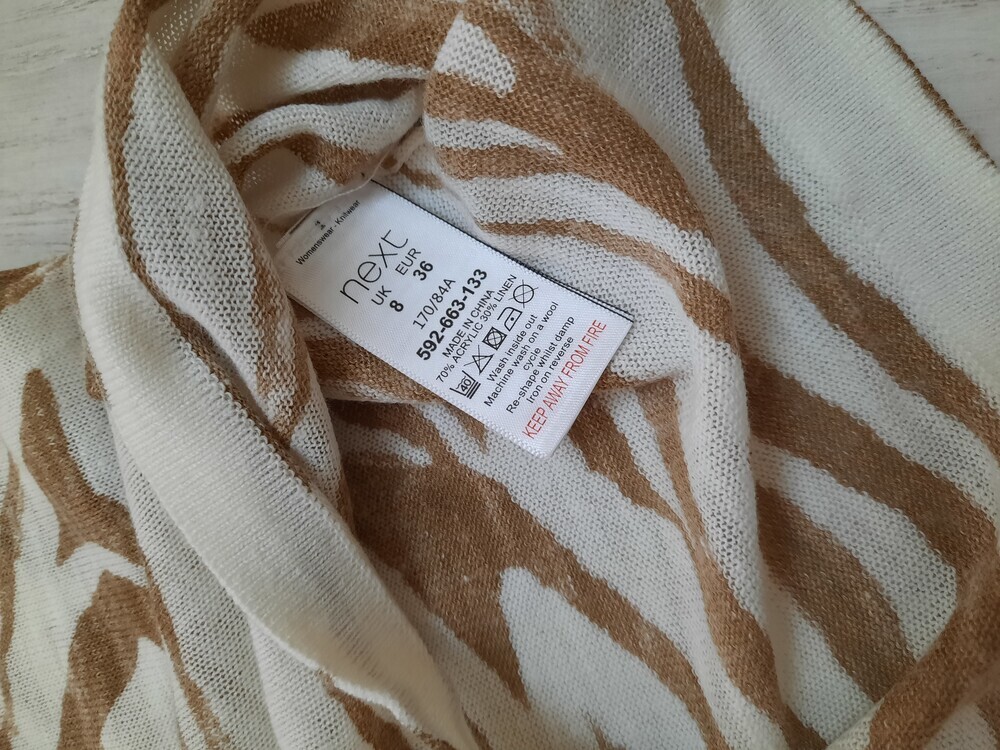 Womenswear - Knitwear
next
UK EUR
8 36
170/84A
592-663-133
MADE IN CHINA
70% ACRYLIC 30% LINEN
40
Wash inside out
Machine wash on a wool
cycle
Re-shape whilst damp
Iron on reverse
KEEP AWAY FROM FIRE